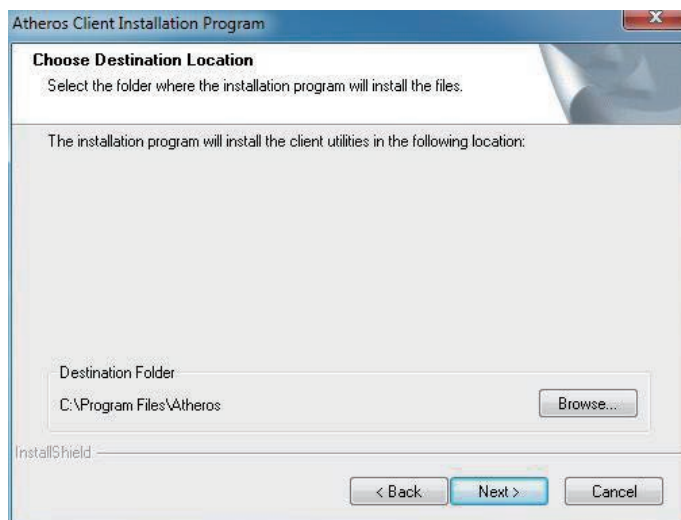 Atheros Client Installation Program
Choose Destination Location
Select the folder where the installation program will install the files.
The installation program will install the client utilities in the following location:
Destination Folder
C:\Program Files\Atheros
Browse...
InstallShield
< Back
Next >
Cancel